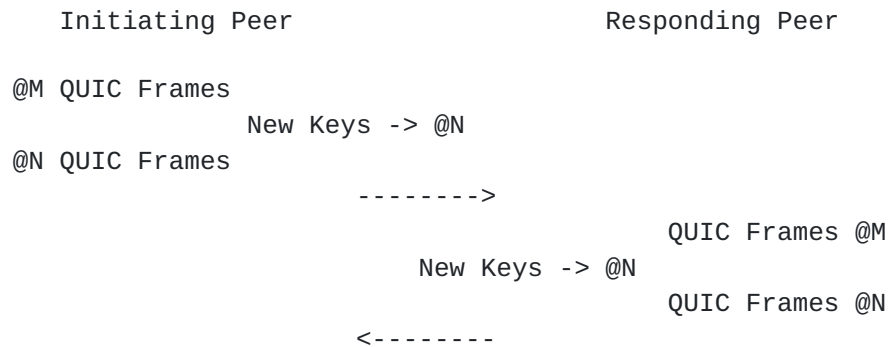 Initiating Peer                    Responding Peer
@M QUIC Frames
New Keys -> @N
@N QUIC Frames
-------->
QUIC Frames @M
New Keys -> @N
QUIC Frames @N
<--------